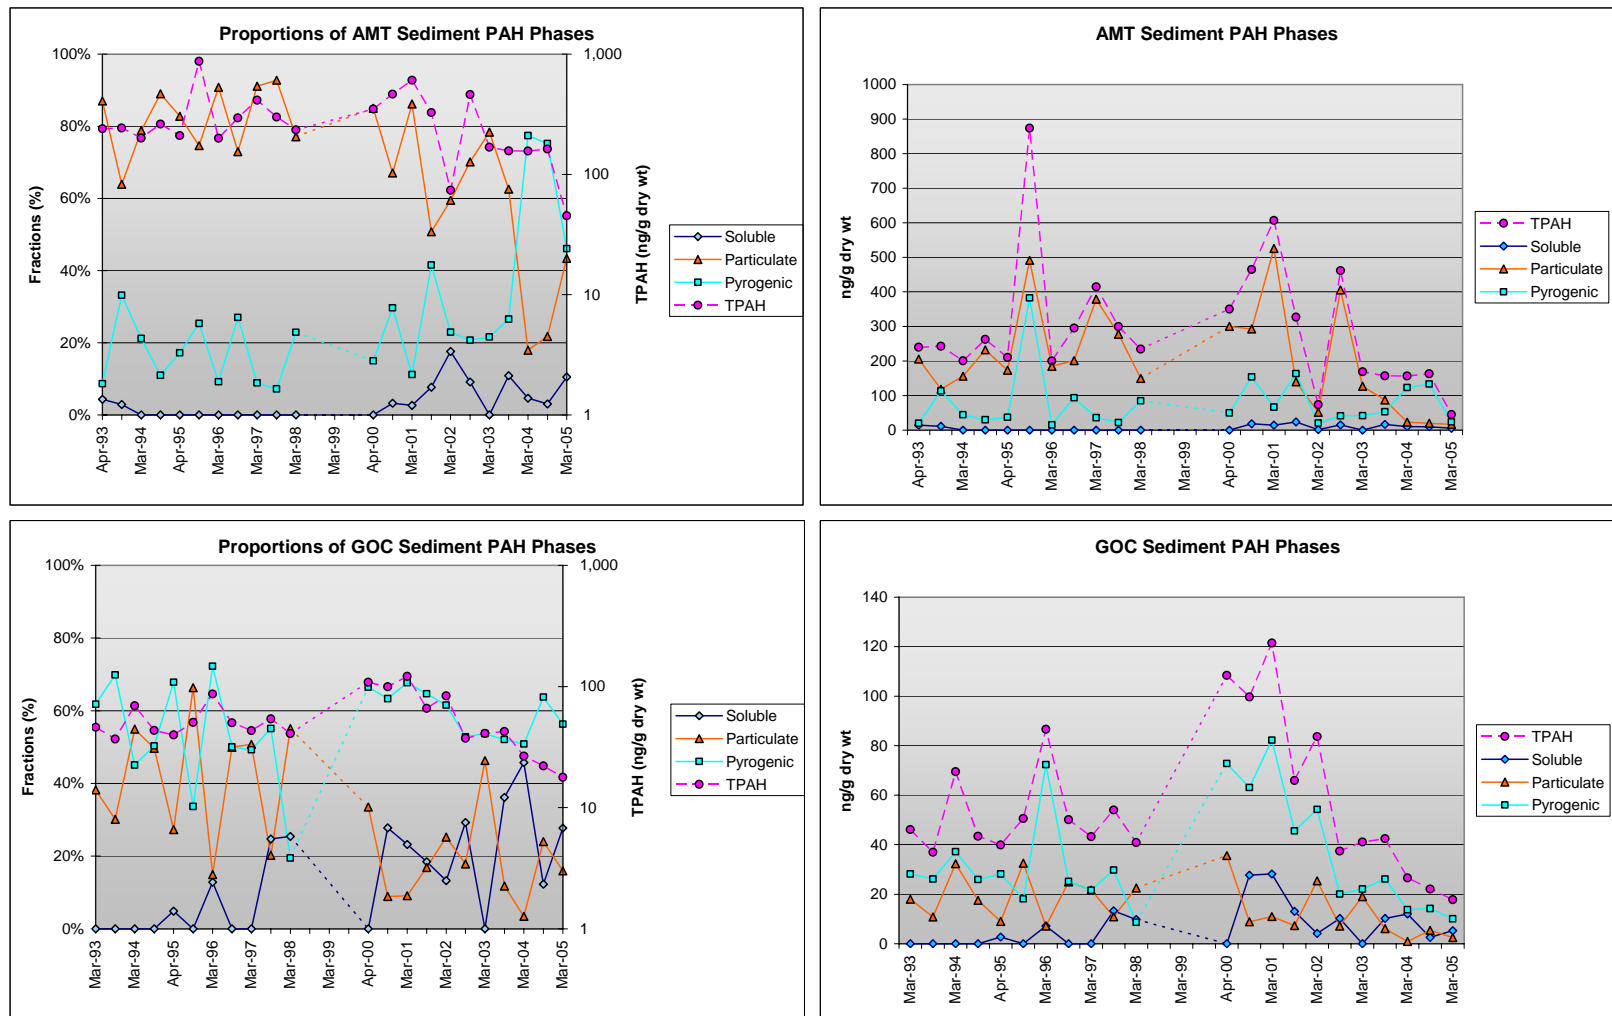 Proportions of AMT Sediment PAH Phases
100%
80%
60%
40%
20%
0%
Fractions (%)
1,000
100
10
1
TPAH (ng/g dry wt)
Apr-93
Mar-94
Apr-95
Mar-96
Mar-97
Mar-98
Mar-99
Apr-00
Mar-01
Mar-02
Mar-03
Mar-04
Mar-05
Soluble
Particulate
Pyrogenic
TPAH
AMT Sediment PAH Phases
1000
900
800
700
600
500
400
300
200
100
0
ng/g dry wt
Apr-93
Mar-94
Apr-95
Mar-96
Mar-97
Mar-98
Mar-99
Apr-00
Mar-01
Mar-02
Mar-03
Mar-04
Mar-05
TPAH
Soluble
Particulate
Pyrogenic
Proportions of GOC Sediment PAH Phases
100%
80%
60%
40%
20%
0%
Fractions (%)
1,000
100
10
1
TPAH (ng/g dry wt)
Mar-93
Mar-94
Apr-95
Mar-96
Mar-97
Mar-98
Mar-99
Apr-00
Mar-01
Mar-02
Mar-03
Mar-04
Mar-05
Soluble
Particulate
Pyrogenic
TPAH
GOC Sediment PAH Phases
140
120
100
80
60
40
20
0
ng/g dry wt
Mar-93
Mar-94
Apr-95
Mar-96
Mar-97
Mar-98
Mar-99
Apr-00
Mar-01
Mar-02
Mar-03
Mar-04
Mar-05
TPAH
Soluble
Particulate
Pyrogenic